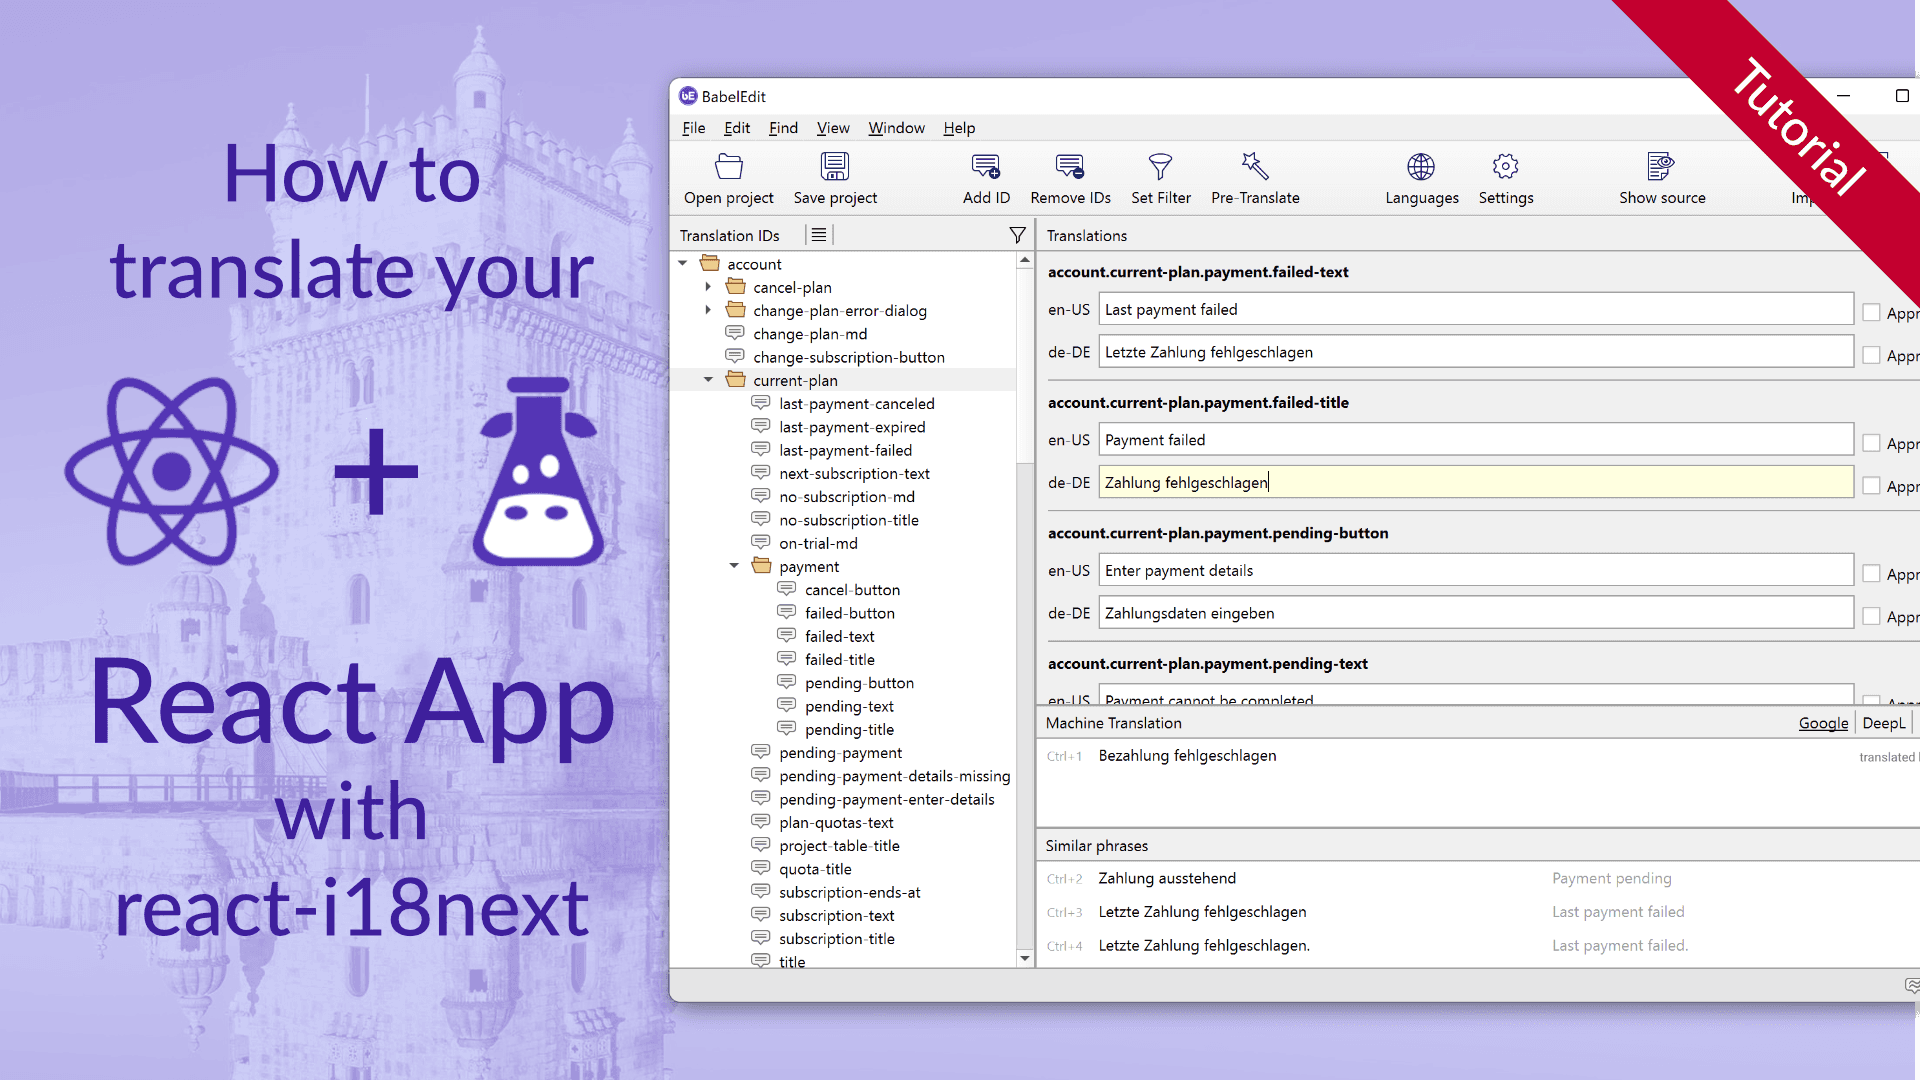 How to
translate your
+
React App
with
react-i18next
Tutorial
bE BabelEdit
File Edit Find View Window Help
Open project Save project Add ID Remove IDs Set Filter Pre-Translate Languages Settings Show source Imp
Translation IDs
account
cancel-plan
change-plan-error-dialog
change-plan-md
change-subscription-button
current-plan
last-payment-canceled
last-payment-expired
last-payment-failed
next-subscription-text
no-subscription-md
no-subscription-title
on-trial-md
payment
cancel-button
failed-button
failed-text
failed-title
pending-button
pending-text
pending-title
pending-payment
pending-payment-details-missing
pending-payment-enter-details
plan-quotas-text
project-table-title
quota-title
subscription-ends-at
subscription-text
subscription-title
title
Translations
account.current-plan.payment.failed-text
en-US Last payment failed Appr
de-DE Letzte Zahlung fehlgeschlagen Appr
account.current-plan.payment.failed-title
en-US Payment failed Appr
de-DE Zahlung fehlgeschlagen Appr
account.current-plan.payment.pending-button
en-US Enter payment details Appr
de-DE Zahlungsdaten eingeben Appr
account.current-plan.payment.pending-text
en-US Payment cannot be completed Appr
Machine Translation Google DeepL
Ctrl+1 Bezahlung fehlgeschlagen translated
Similar phrases
Ctrl+2 Zahlung ausstehend Payment pending
Ctrl+3 Letzte Zahlung fehlgeschlagen Last payment failed
Ctrl+4 Letzte Zahlung fehlgeschlagen. Last payment failed.